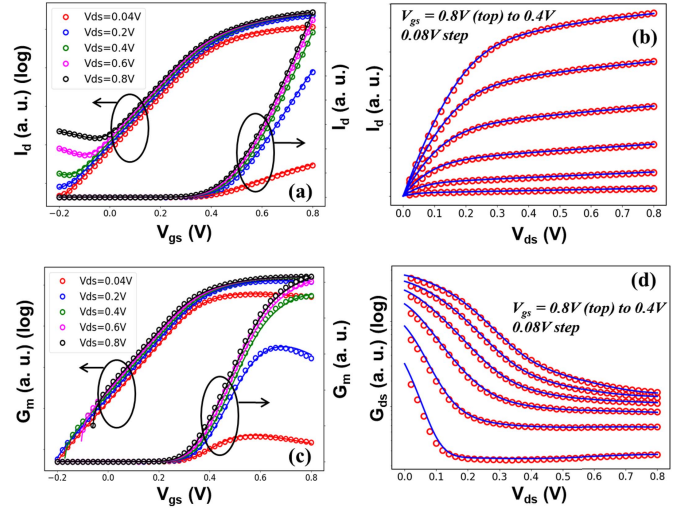 I_d (a. u.) (log)
Vds=0.04V
Vds=0.2V
Vds=0.4V
Vds=0.6V
Vds=0.8V
(a)
I_d (a. u.)
−0.2 0.0 0.2 0.4 0.6 0.8
V_gs (V)
V_gs = 0.8V (top) to 0.4V
0.08V step
(b)
I_d (a. u.)
0.0 0.1 0.2 0.3 0.4 0.5 0.6 0.7 0.8
V_ds (V)
G_m (a. u.) (log)
Vds=0.04V
Vds=0.2V
Vds=0.4V
Vds=0.6V
Vds=0.8V
(c)
G_m (a. u.)
−0.2 0.0 0.2 0.4 0.6 0.8
V_gs (V)
(d)
V_gs = 0.8V (top) to 0.4V
0.08V step
G_ds (a. u.) (log)
0.0 0.1 0.2 0.3 0.4 0.5 0.6 0.7 0.8
V_ds (V)